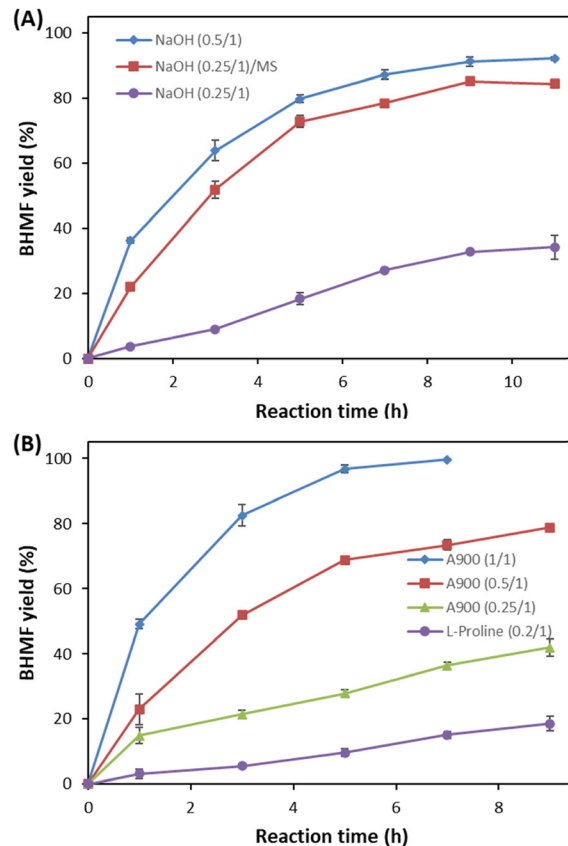 (A)
100
80
60
40
20
0
BHMF yield (%)
NaOH (0.5/1)
NaOH (0.25/1)/MS
NaOH (0.25/1)
0 2 4 6 8 10
Reaction time (h)
(B)
100
80
60
40
20
0
BHMF yield (%)
A900 (1/1)
A900 (0.5/1)
A900 (0.25/1)
L-Proline (0.2/1)
0 2 4 6 8
Reaction time (h)